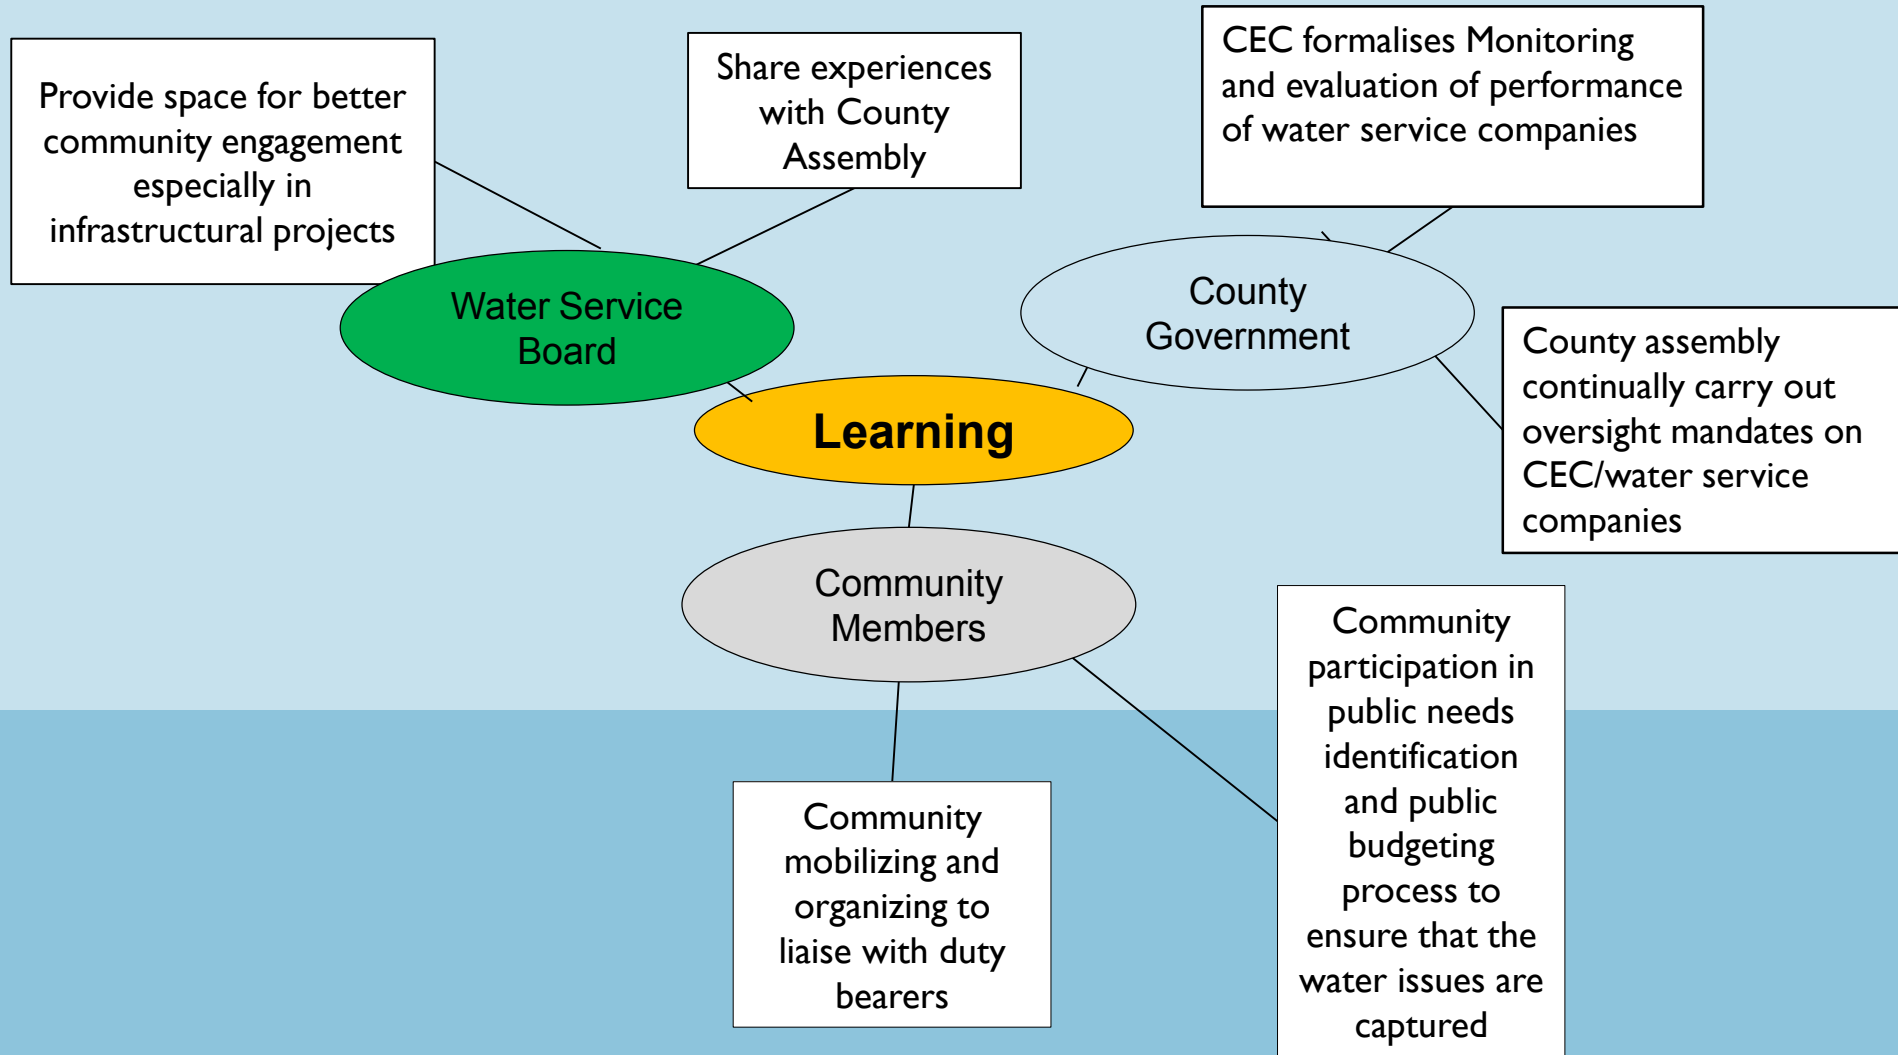 Provide space for better
community engagement
especially in
infrastructural projects
Share experiences
with County
Assembly
CEC formalises Monitoring
and evaluation of performance
of water service companies
Water Service
Board
County
Government
County assembly
continually carry out
oversight mandates on
CEC/water service
companies
Learning
Community
Members
Community
mobilizing and
organizing to
liaise with duty
bearers
Community
participation in
public needs
identification
and public
budgeting
process to
ensure that the
water issues are
captured